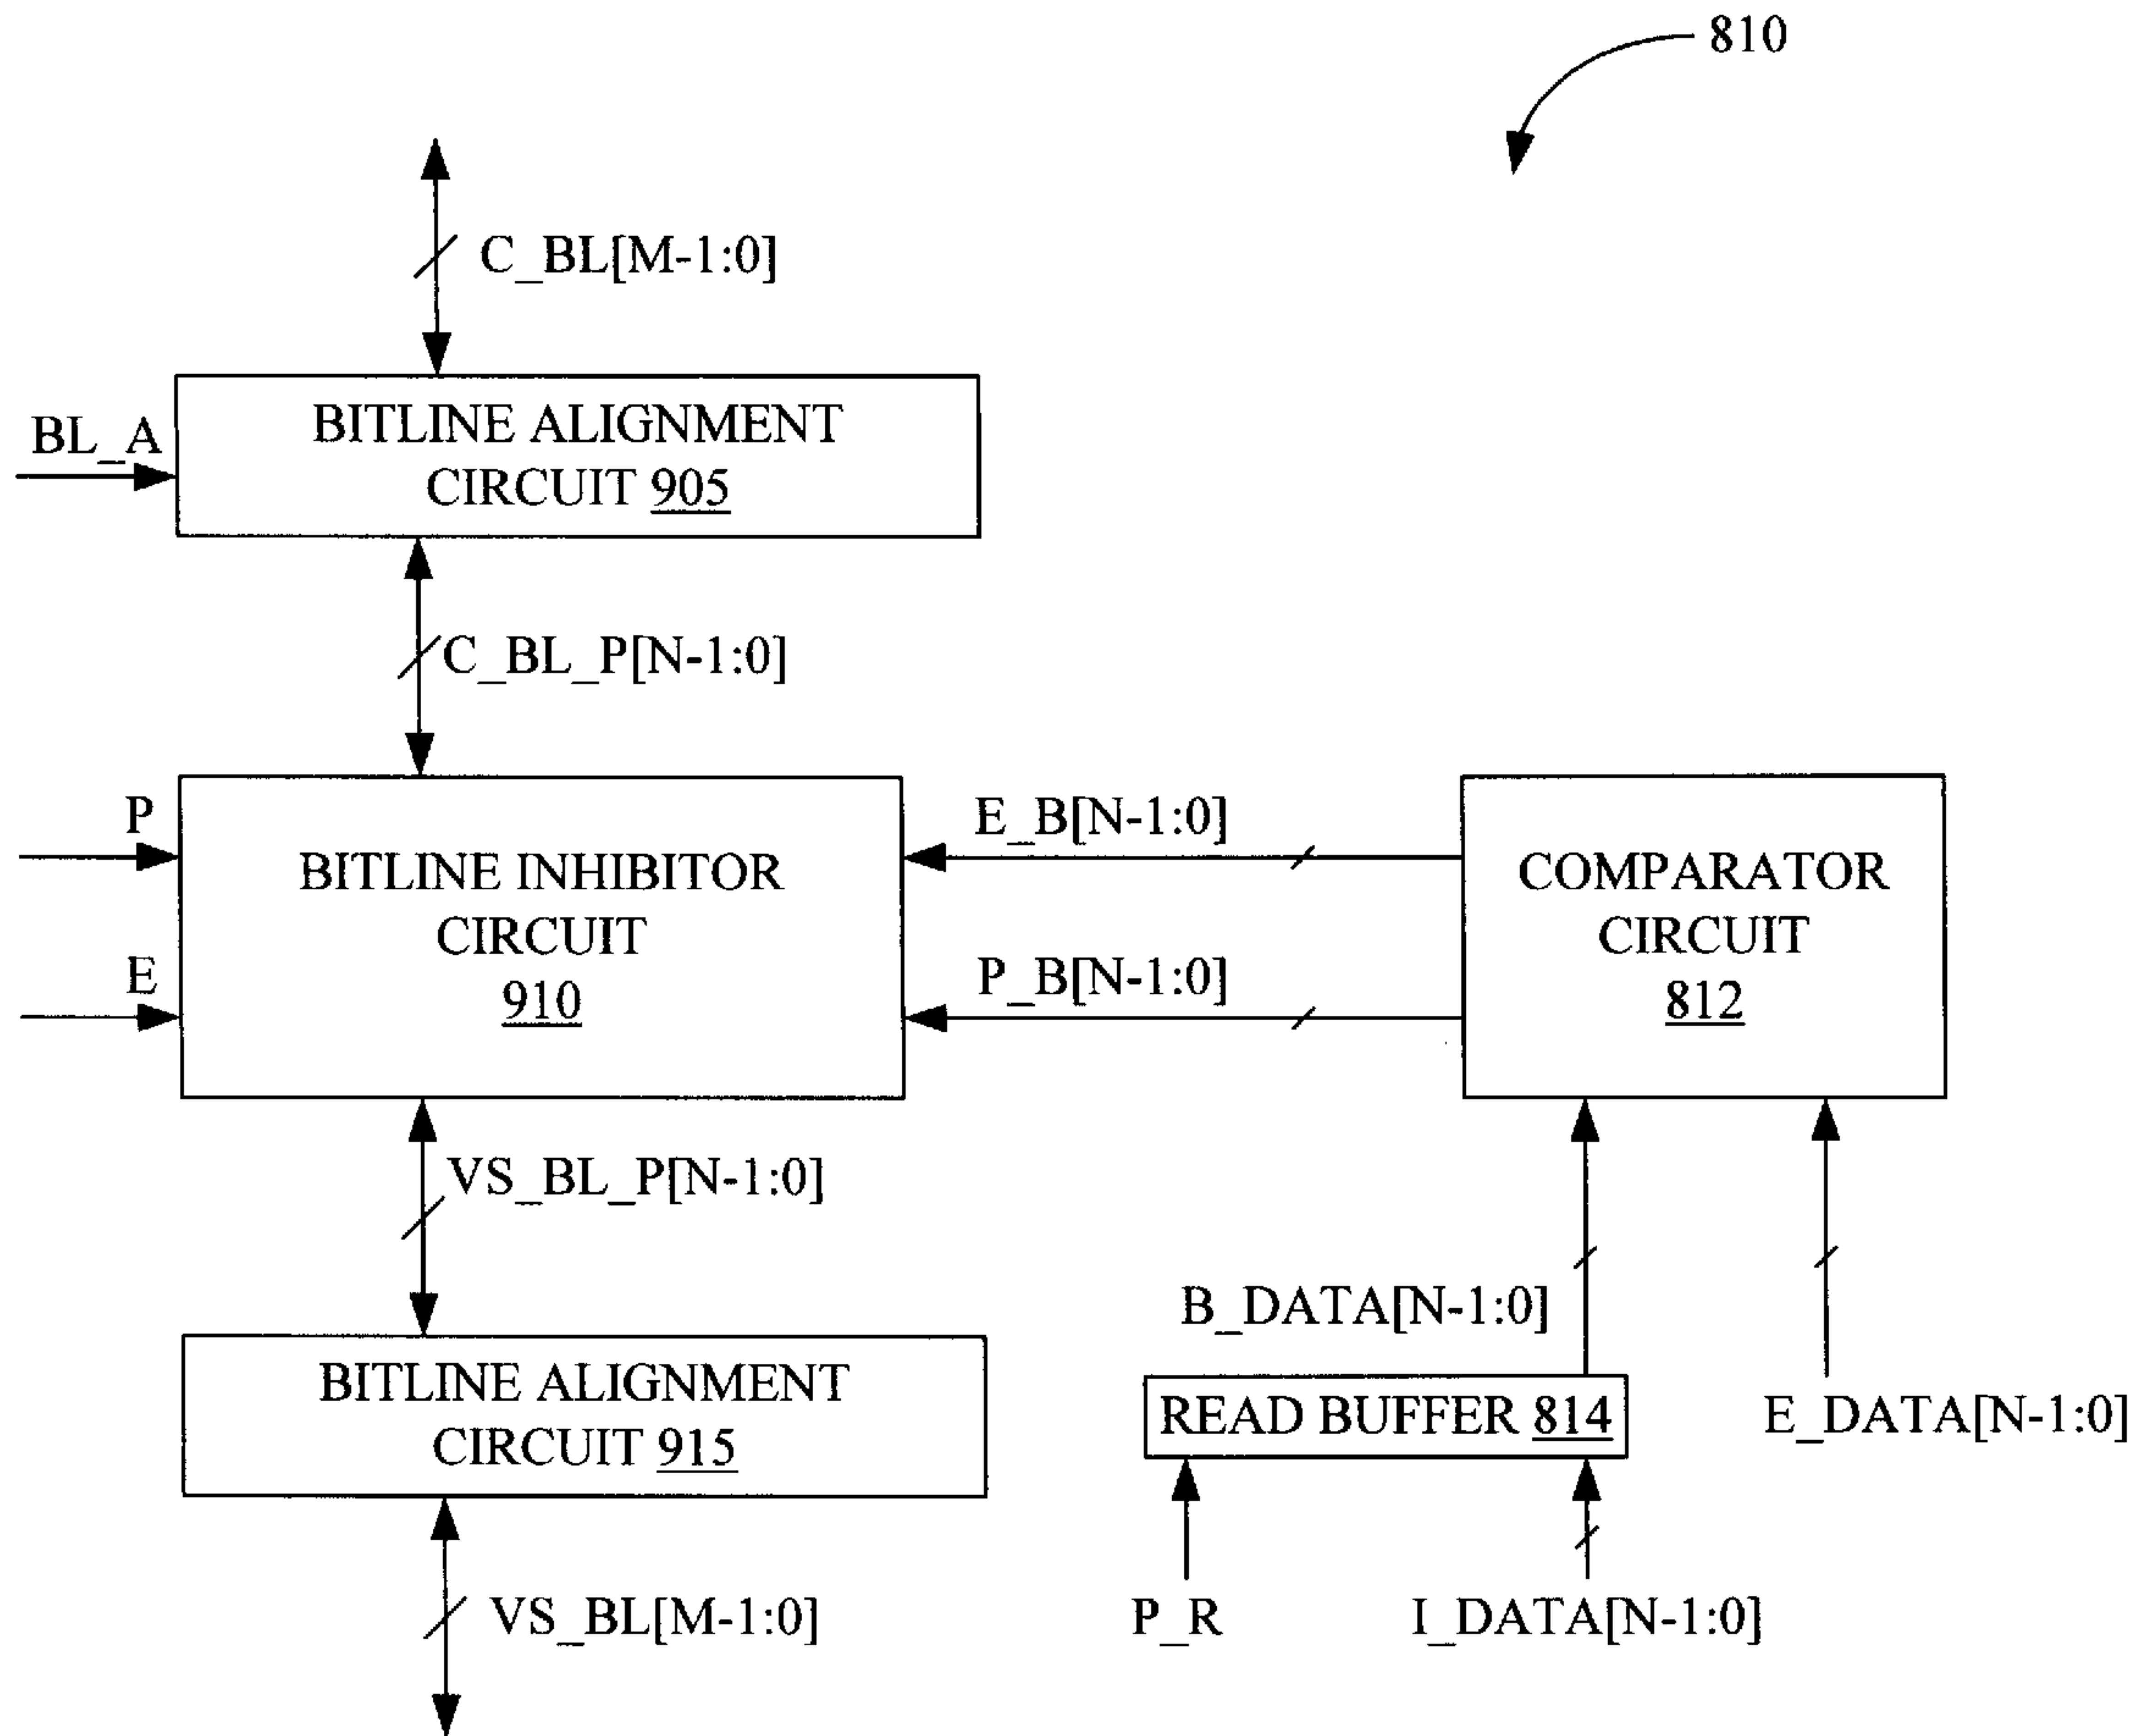 810
C_BL[M-1:0]
BL_A
BITLINE ALIGNMENT
CIRCUIT 905
C_BL_P[N-1:0]
P
E
BITLINE INHIBITOR
CIRCUIT
910
E_B[N-1:0]
P_B[N-1:0]
COMPARATOR
CIRCUIT
812
VS_BL_P[N-1:0]
B_DATA[N-1:0]
BITLINE ALIGNMENT
CIRCUIT 915
READ BUFFER 814
E_DATA[N-1:0]
VS_BL[M-1:0]
P_R
I_DATA[N-1:0]